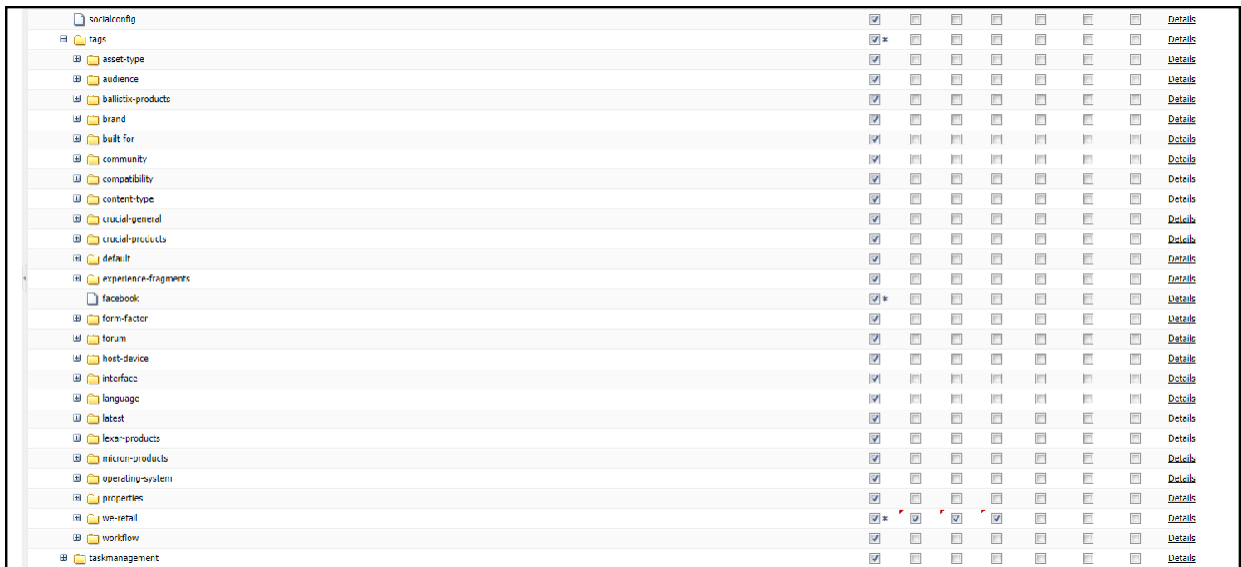 socialconfig Details
tags * Details
asset-type Details
audience Details
ballistix-products Details
brand Details
built-for Details
community Details
compatibility Details
content-type Details
crucial-general Details
crucial-products Details
default Details
experience-fragments Details
facebook * Details
form-factor Details
forum Details
host-device Details
interface Details
language Details
latest Details
lexar-products Details
micron-products Details
operating-system Details
properties Details
we-retail * Details
workflow Details
taskmanagement Details